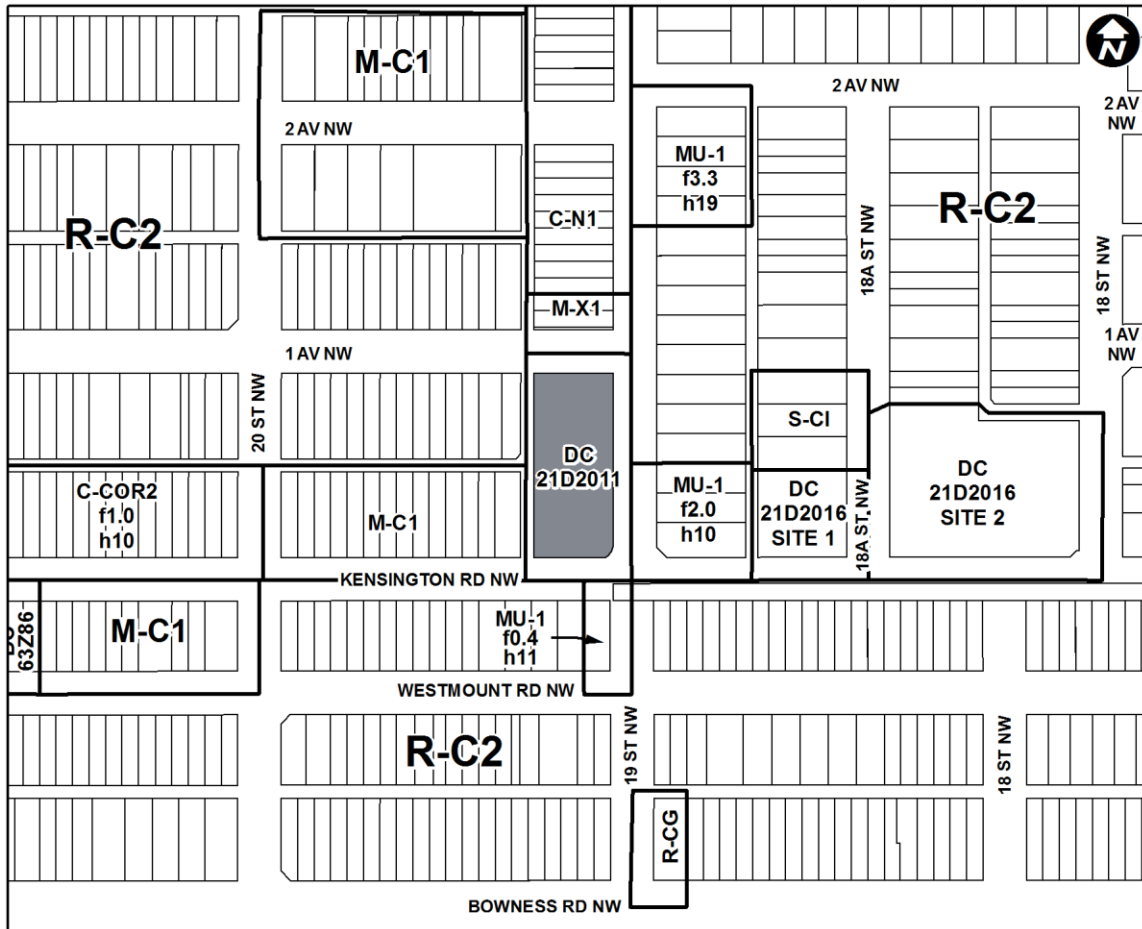 M-C1
N
2 AV NW
2 AV
NW
2 AV NW
MU-1
f3.3
h19
R-C2
C-N1
R-C2
18A ST NW
18 ST NW
M-X1
1 AV NW
1 AV
NW
20 ST NW
S-CI
DC
21D2011
C-COR2
f1.0
h10
M-C1
MU-1
f2.0
h10
DC
21D2016
SITE 1
18A ST NW
DC
21D2016
SITE 2
KENSINGTON RD NW
63Z86
M-C1
MU-1
f0.4
h11
WESTMOUNT RD NW
R-C2
19 ST NW
18 ST NW
R-CG
BOWNESS RD NW